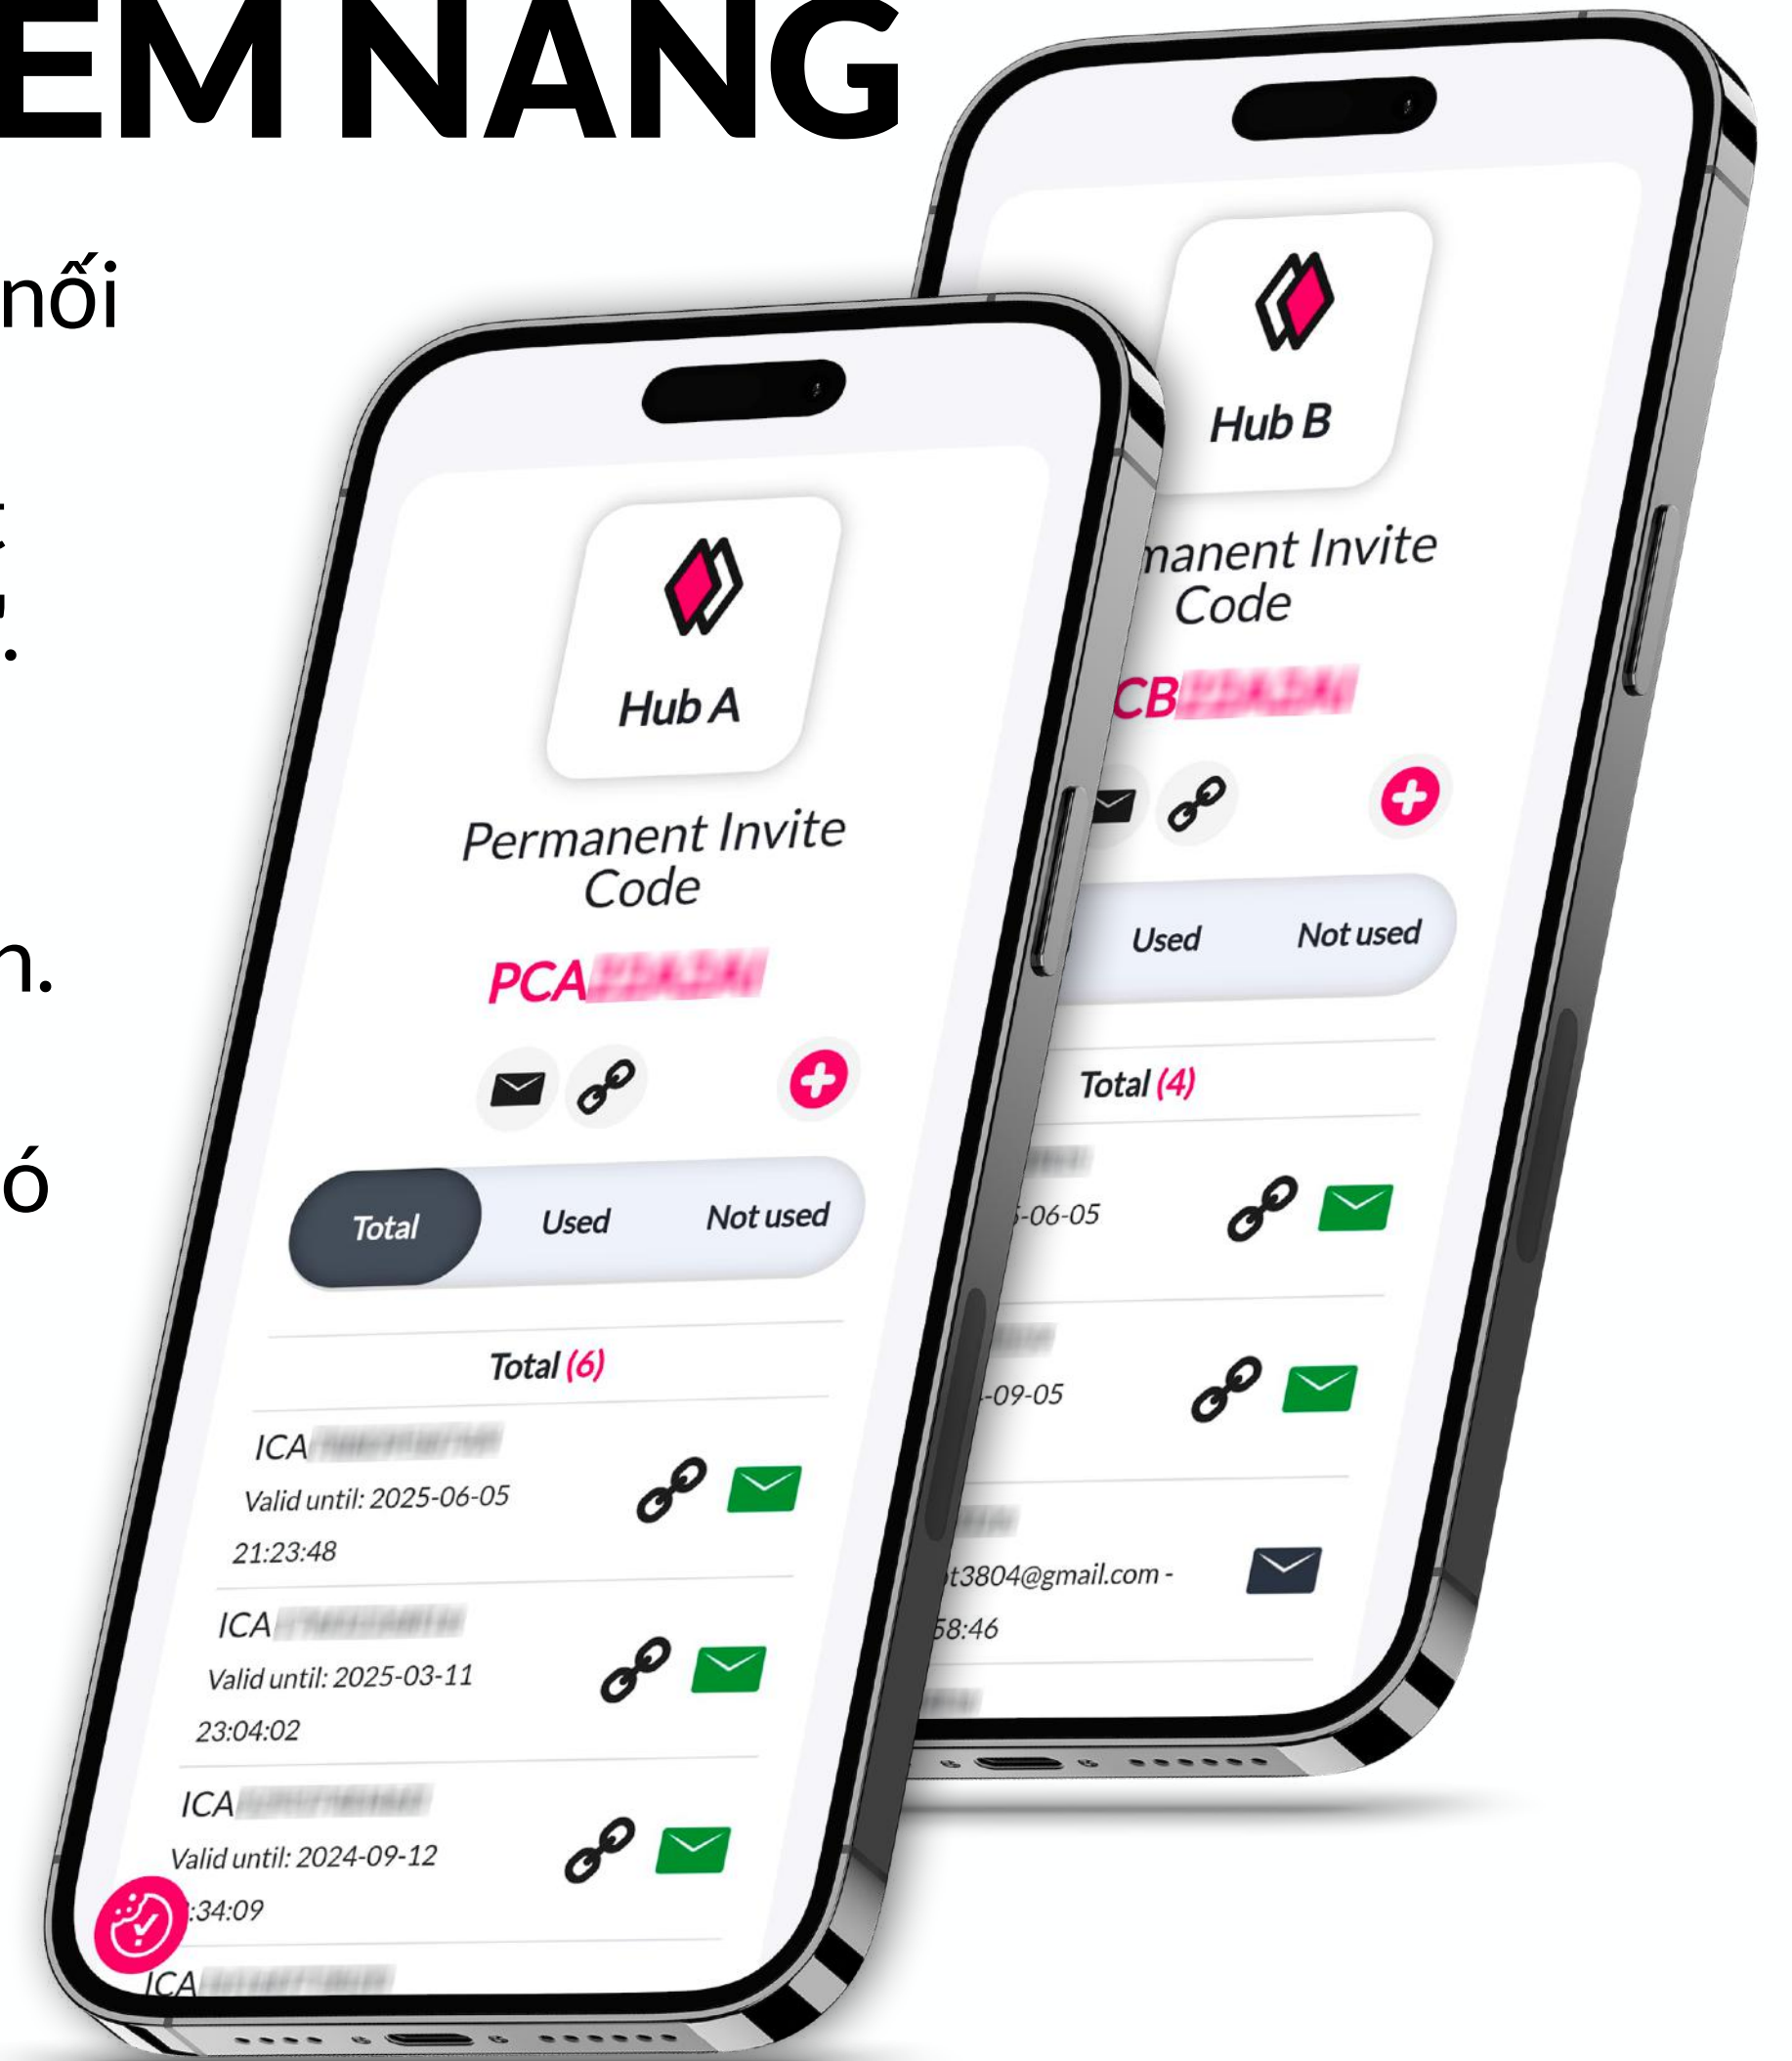 EM NANG
nối
n.
ó
Hub A
Permanent Invite
Code
PCA
Total Used Not used
Total (6)
ICA
Valid until: 2025-06-05
21:23:48
ICA
Valid until: 2025-03-11
23:04:02
ICA
Valid until: 2024-09-12
:34:09
ICA
Hub B
manent Invite
Code
CB
Used Not used
Total (4)
-06-05
-09-05
t3804@gmail.com -
58:46